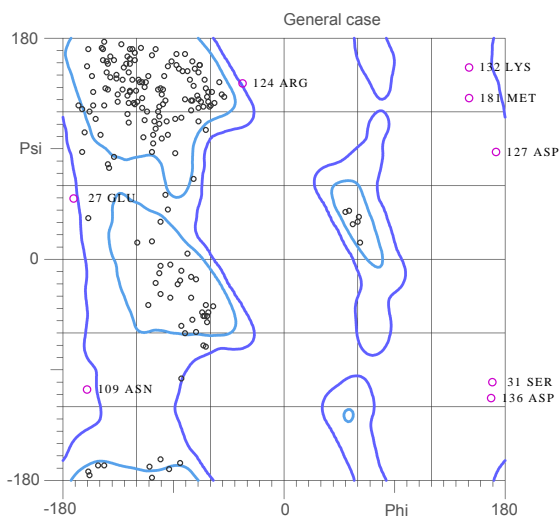 General case
180
132 LYS
124 ARG
181 MET
Psi
127 ASP
27 GLU
0
31 SER
109 ASN
136 ASP
-180
-180
0
Phi
180